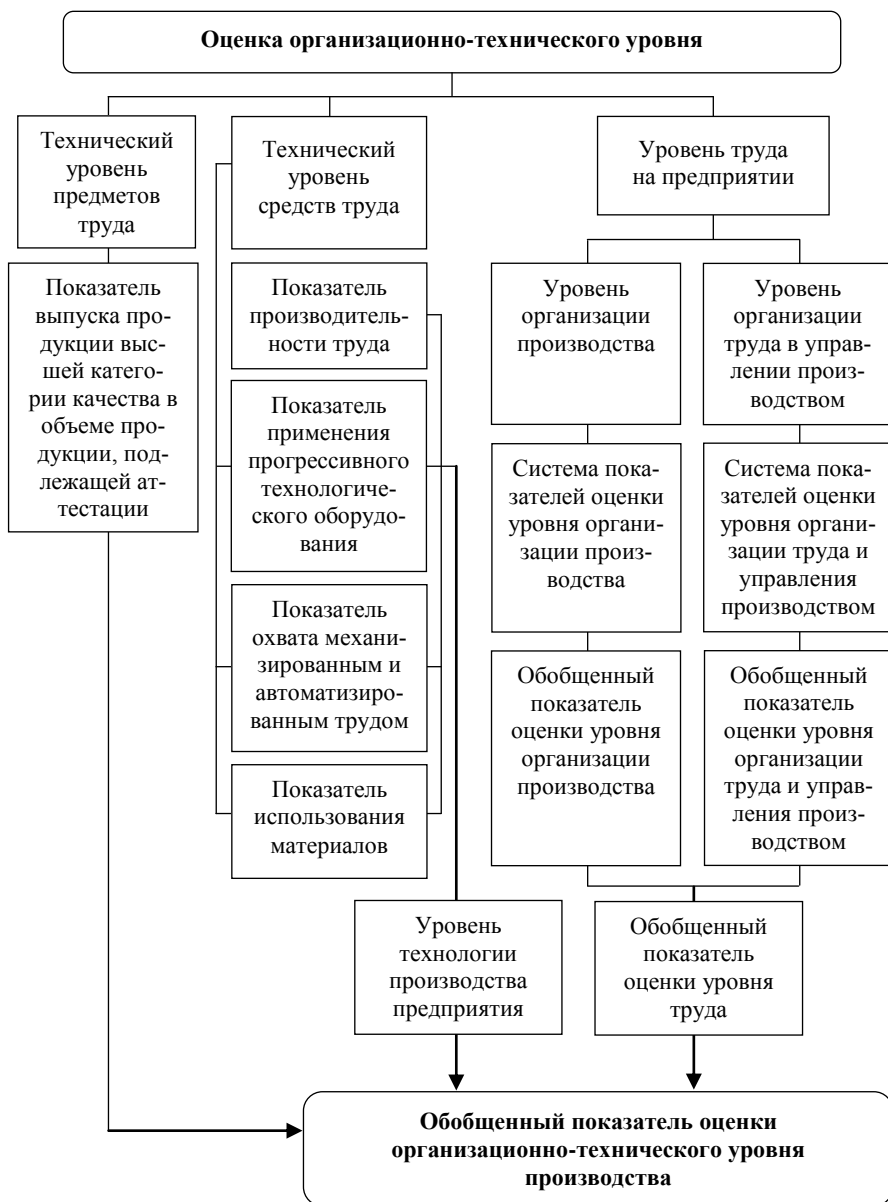 Оценка организационно-технического уровня
Технический
уровень
предметов
труда
Технический
уровень
средств труда
Уровень труда
на предприятии
Показатель
выпуска про-
дукции выс-
шей катего-
рии качества в
объеме про-
дукции, под-
лежащей ат-
тестации
Показатель
производитель-
ности труда
Показатель
применения
прогрессивного
технологиче-
ского оборудо-
вания
Показатель
охвата механи-
зированным и
автоматизиро-
ванным трудом
Показатель
использования
материалов
Уровень
организации
производства
Система пока-
зателей оценки
уровня органи-
зации произ-
водства
Обобщенный
показатель
оценки уровня
организации
производства
Уровень
организации
труда в управ-
лении произ-
водством
Система пока-
зателей оценки
уровня органи-
зации труда и
управления
производством
Обобщенный
показатель
оценки уровня
организации
труда и управ-
ления произ-
водством
Уровень
технологии
производства
предприятия
Обобщенный
показатель
оценки уровня
труда
Обобщенный показатель оценки
организационно-технического уровня
производства